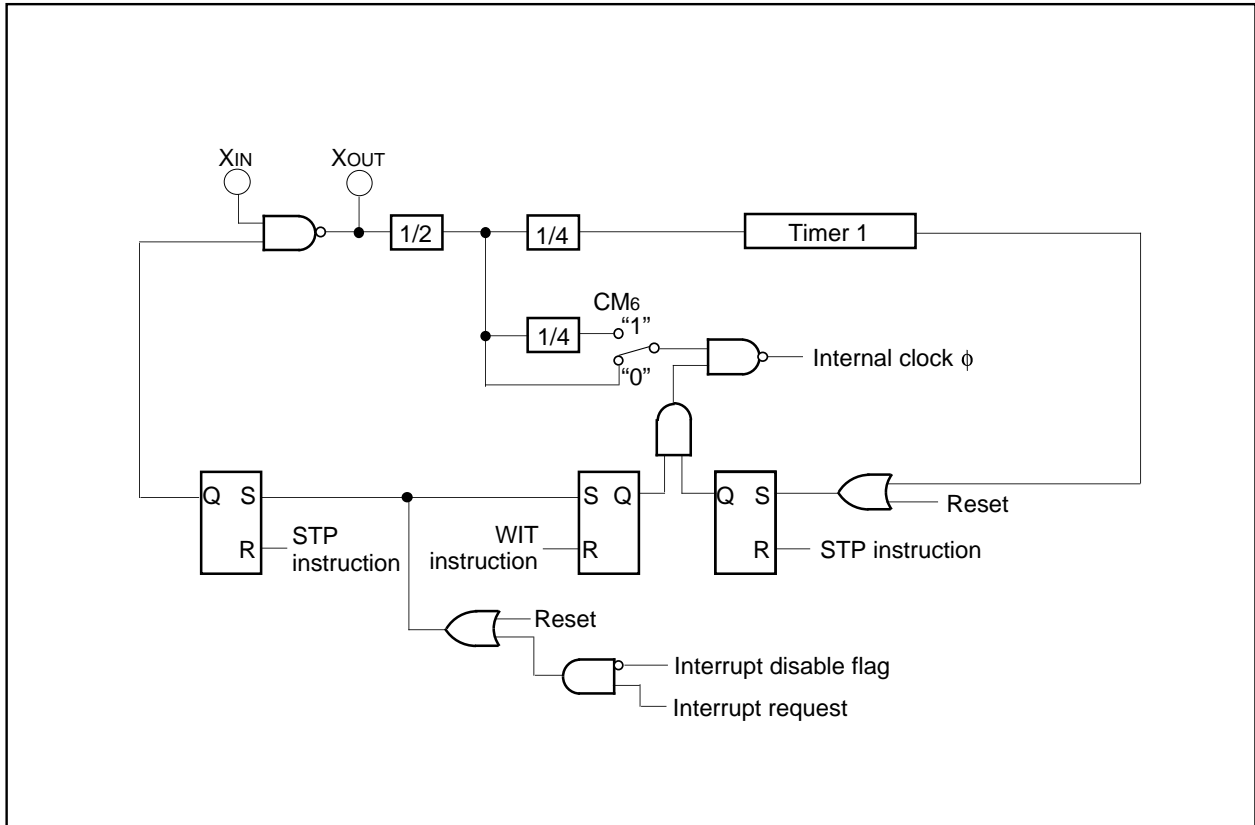 XIN
XOUT
1/2
1/4
Timer 1
CM6
“1”
1/4
“0”
Internal clock ϕ
Q S
R
STP
instruction
WIT
instruction
S Q
R
Q S
R
Reset
STP instruction
Reset
Interrupt disable flag
Interrupt request